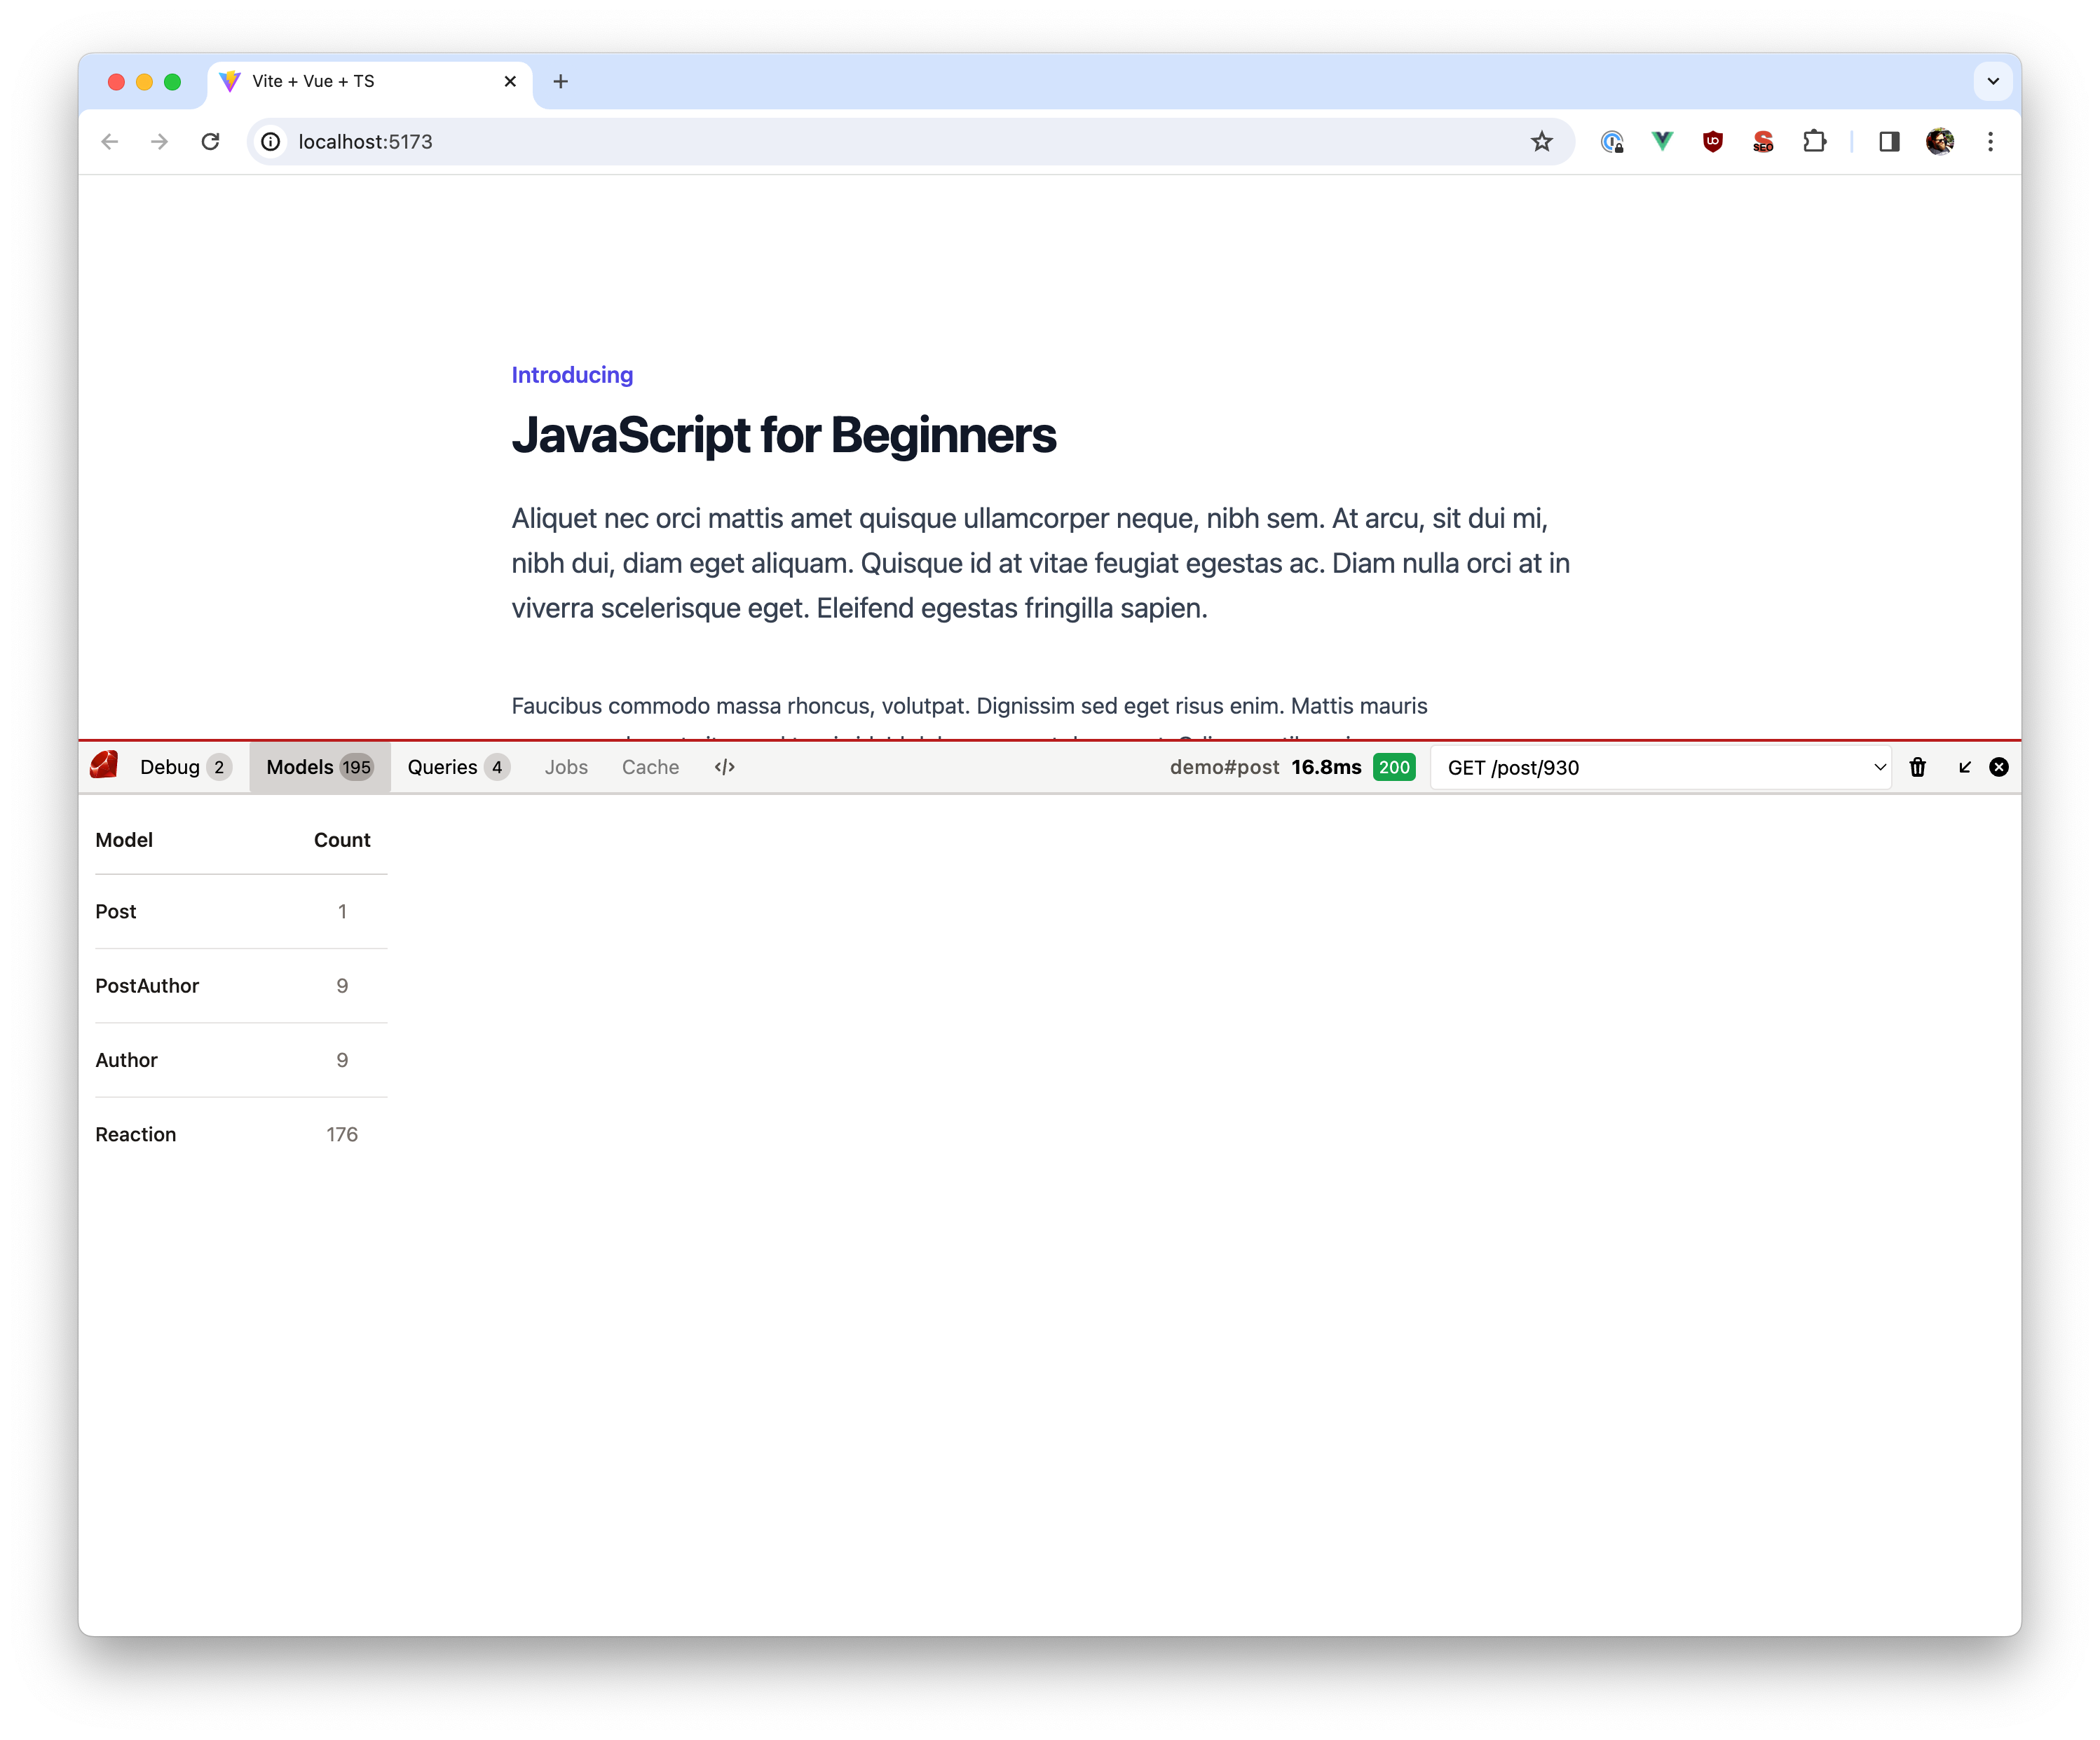 Vite + Vue + TS
localhost:5173
SEO
Introducing
JavaScript for Beginners
Aliquet nec orci mattis amet quisque ullamcorper neque, nibh sem. At arcu, sit dui mi,
nibh dui, diam eget aliquam. Quisque id at vitae feugiat egestas ac. Diam nulla orci at in
viverra scelerisque eget. Eleifend egestas fringilla sapien.
Faucibus commodo massa rhoncus, volutpat. Dignissim sed eget risus enim. Mattis mauris
Debug 2 Models 195 Queries 4 Jobs Cache </> demo#post 16.8ms 200 GET /post/930
Model Count
Post 1
PostAuthor 9
Author 9
Reaction 176